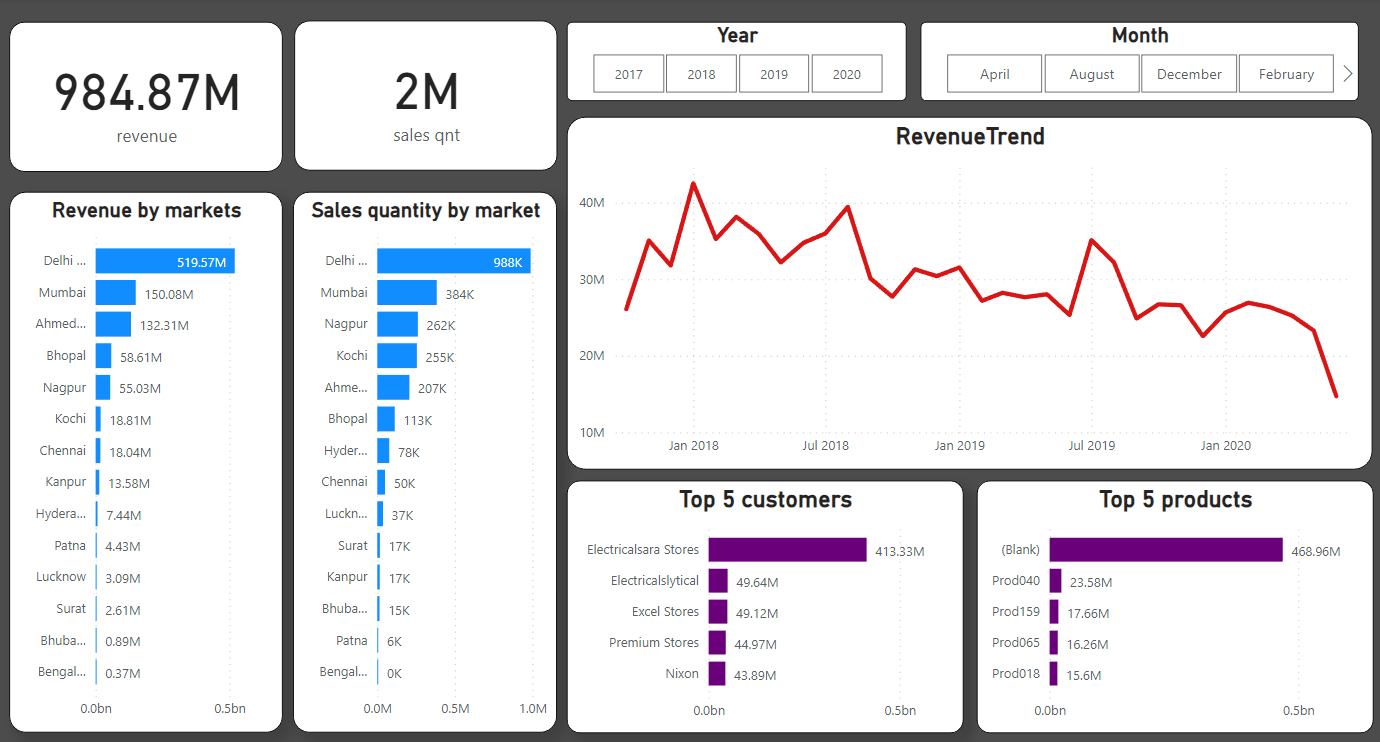 984.87M
revenue
2M
sales qnt
Year
2017 2018 2019 2020
Month
April August December February
Revenue by markets
Delhi ... 519.57M
Mumbai 150.08M
Ahmed... 132.31M
Bhopal 58.61M
Nagpur 55.03M
Kochi 18.81M
Chennai 18.04M
Kanpur 13.58M
Hydera... 7.44M
Patna 4.43M
Lucknow 3.09M
Surat 2.61M
Bhuba... 0.89M
Bengal... 0.37M
0.0bn 0.5bn
Sales quantity by market
Delhi ... 988K
Mumbai 384K
Nagpur 262K
Kochi 255K
Ahme... 207K
Bhopal 113K
Hyder... 78K
Chennai 50K
Luckn... 37K
Surat 17K
Kanpur 17K
Bhuba... 15K
Patna 6K
Bengal... 0K
0.0M 0.5M 1.0M
RevenueTrend
40M
30M
20M
10M
Jan 2018 Jul 2018 Jan 2019 Jul 2019 Jan 2020
Top 5 customers
Electricalsara Stores 413.33M
Electricalslytical 49.64M
Excel Stores 49.12M
Premium Stores 44.97M
Nixon 43.89M
0.0bn 0.5bn
Top 5 products
(Blank) 468.96M
Prod040 23.58M
Prod159 17.66M
Prod065 16.26M
Prod018 15.6M
0.0bn 0.5bn